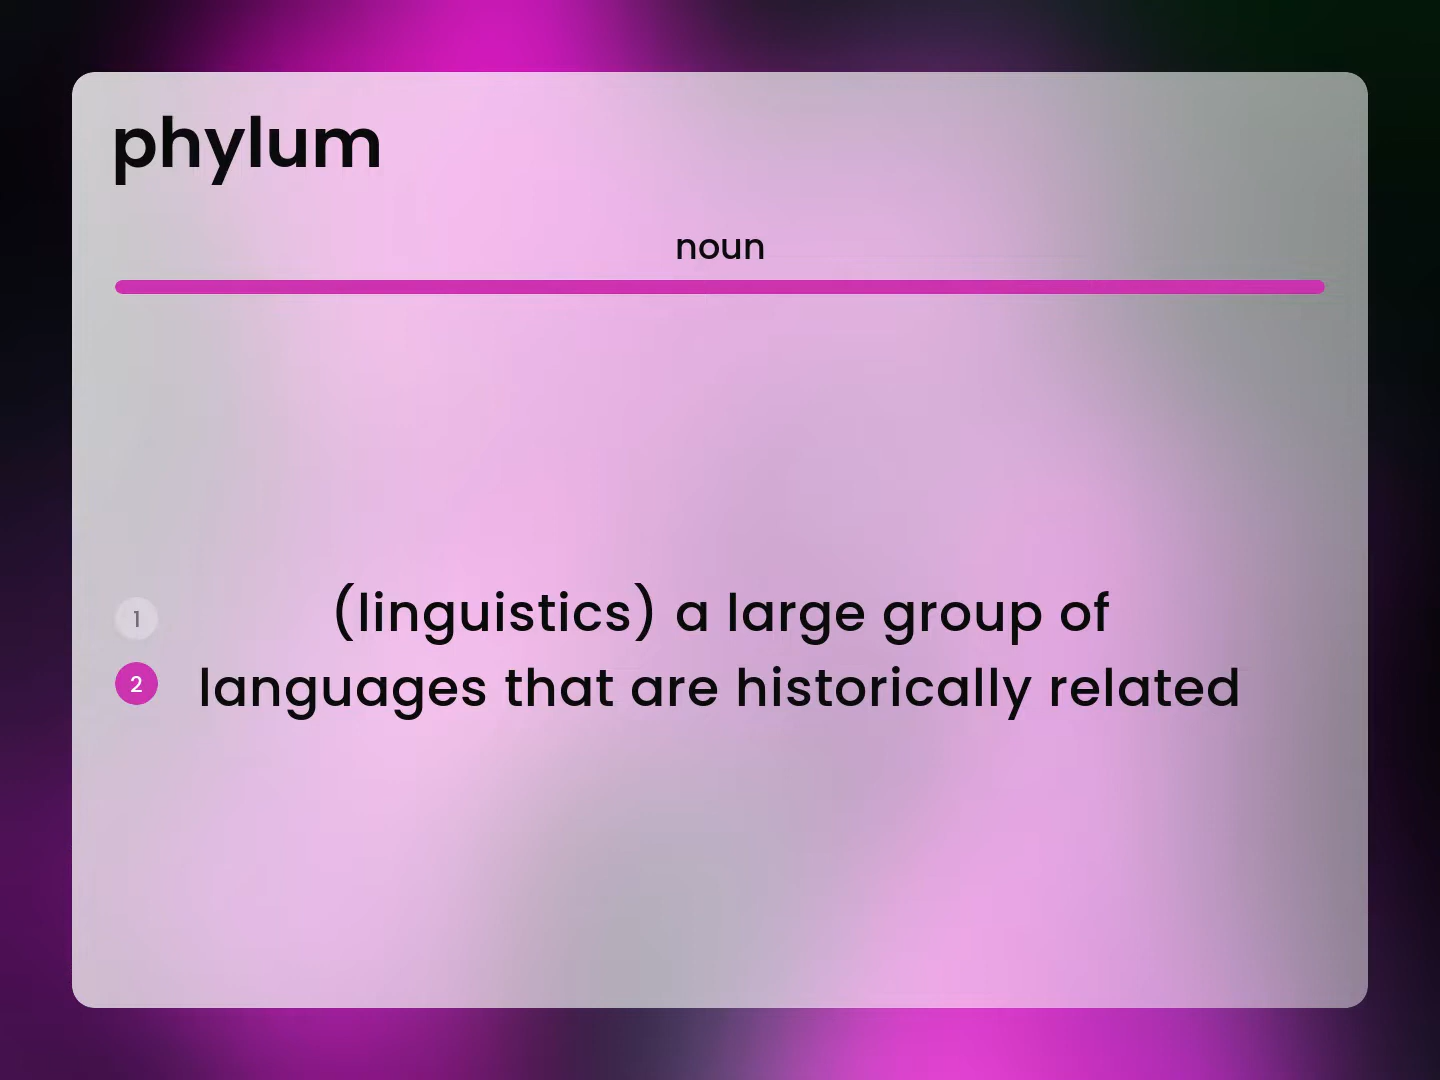 phylum
noun
1
2
(linguistics) a large group of
languages that are historically related